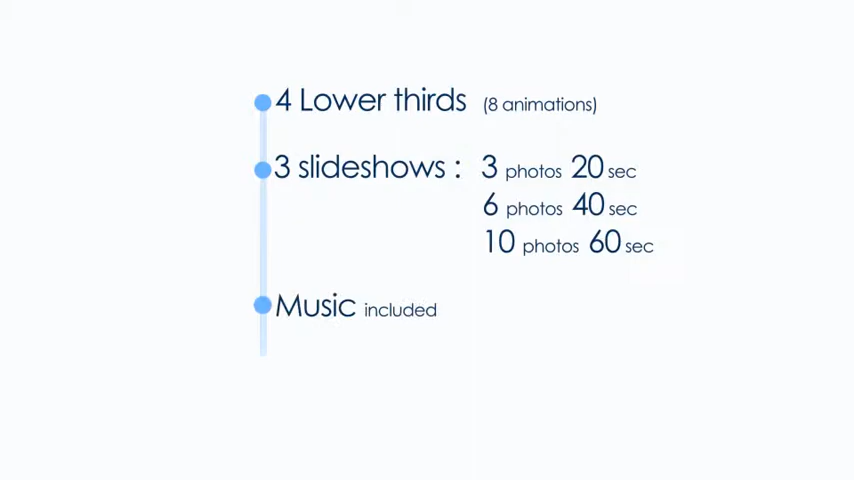 4 Lower thirds (8 animations)
3 slideshows : 3 photos 20 sec
6 photos 40 sec
10 photos 60 sec
Music included